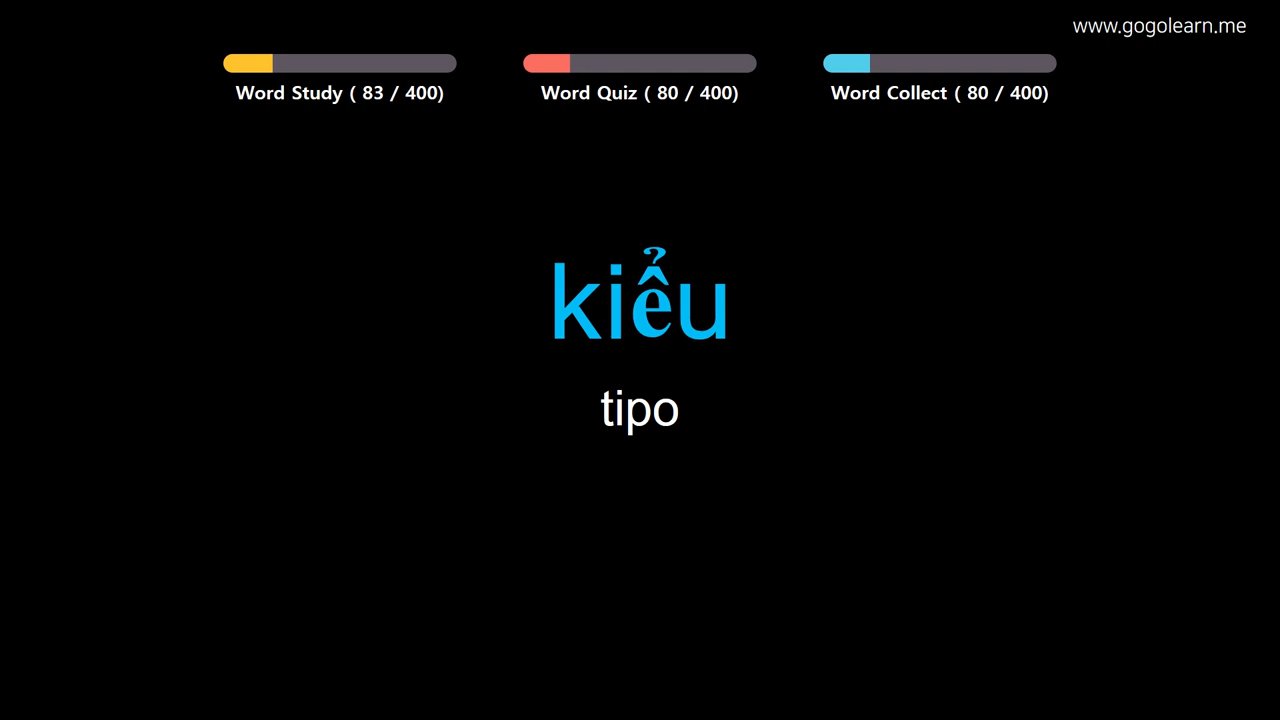 www.gogolearn.me
Word Study ( 83 / 400)
Word Quiz ( 80 / 400)
Word Collect ( 80 / 400)
kiểu
tipo